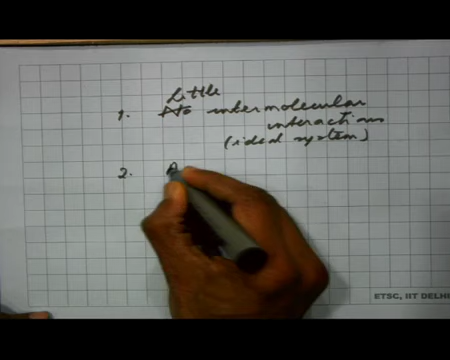 Little
1. No intermolecular
interactions
(ideal system)
2. A
ETSC, IIT DELHI